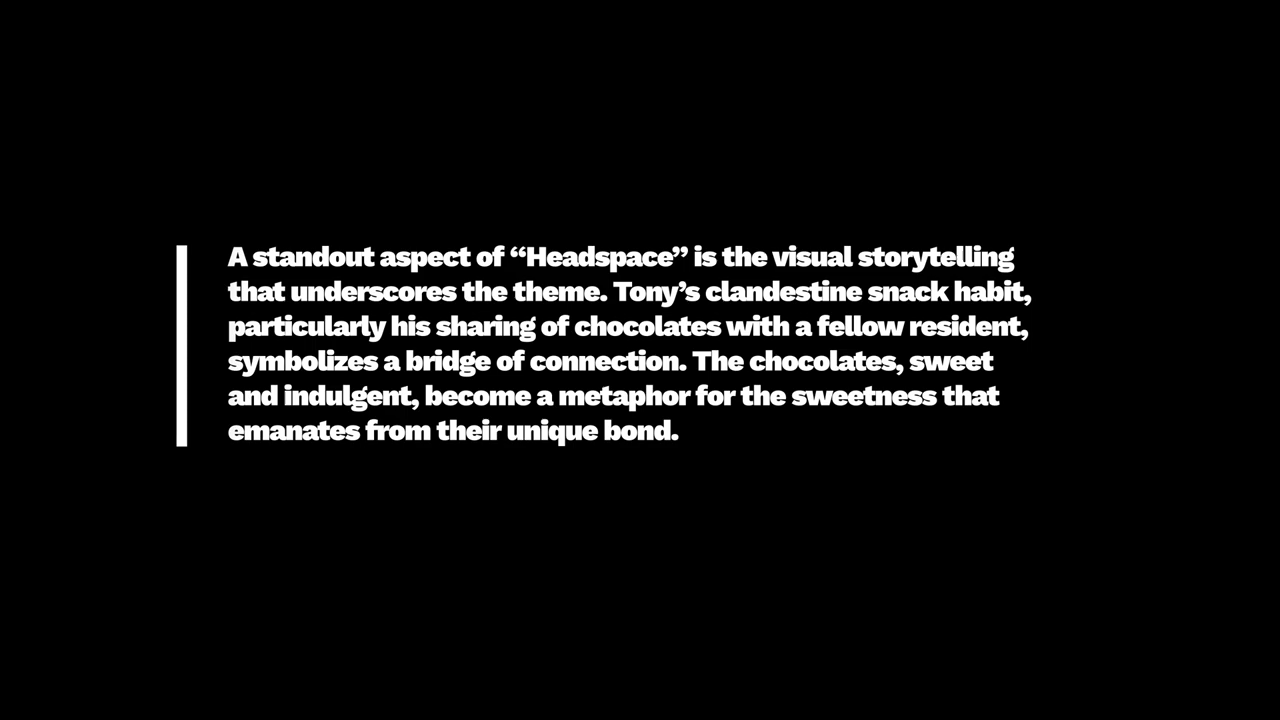 A standout aspect of “Headspace” is the visual storytelling
that underscores the theme. Tony’s clandestine snack habit,
particularly his sharing of chocolates with a fellow resident,
symbolizes a bridge of connection. The chocolates, sweet
and indulgent, become a metaphor for the sweetness that
emanates from their unique bond.